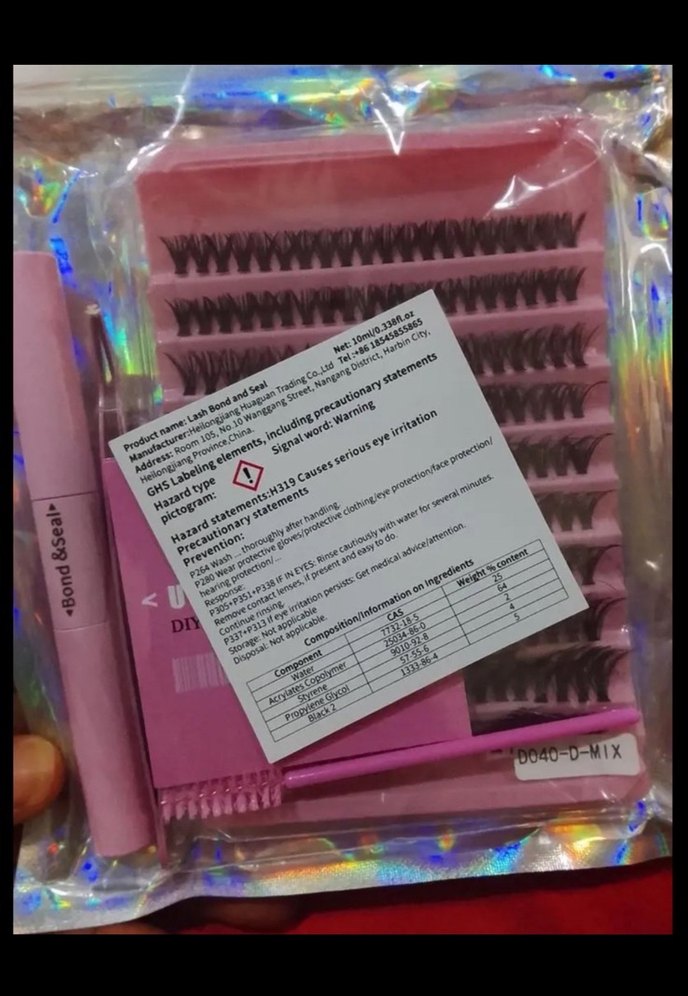 Product name: Lash Bond and Seal Net: 10ml/0.338fl.oz
Manufacturer:Heilongjiang Huaguan Trading Co.,Ltd Tel:+86 18545855865
Address: Room 105, No.10 Wanggang Street, Nangang District, Harbin City,
Heilongjiang Province,China.
GHS Labeling elements, including precautionary statements
Hazard type Signal word: Warning
pictogram:
Hazard statements:H319 Causes serious eye irritation
Precautionary statements
Prevention:
P264 Wash ... thoroughly after handling.
P280 Wear protective gloves/protective clothing/eye protection/face protection/
hearing protection/...
Response:
P305+P351+P338 IF IN EYES: Rinse cautiously with water for several minutes.
Remove contact lenses, if present and easy to do.
Continue rinsing.
P337+P313 If eye irritation persists: Get medical advice/attention.
Storage: Not applicable
Disposal: Not applicable.
Composition/Information on Ingredients
Component CAS Weight % content
Water 7732-18-5 25
Acrylates Copolymer 25034-86-0 64
Styrene 9010-92-8 2
Propylene Glycol 57-55-6 4
Black 2 1333-86-4 5
Bond &Seal
< U
DIY
D040-D-MIX